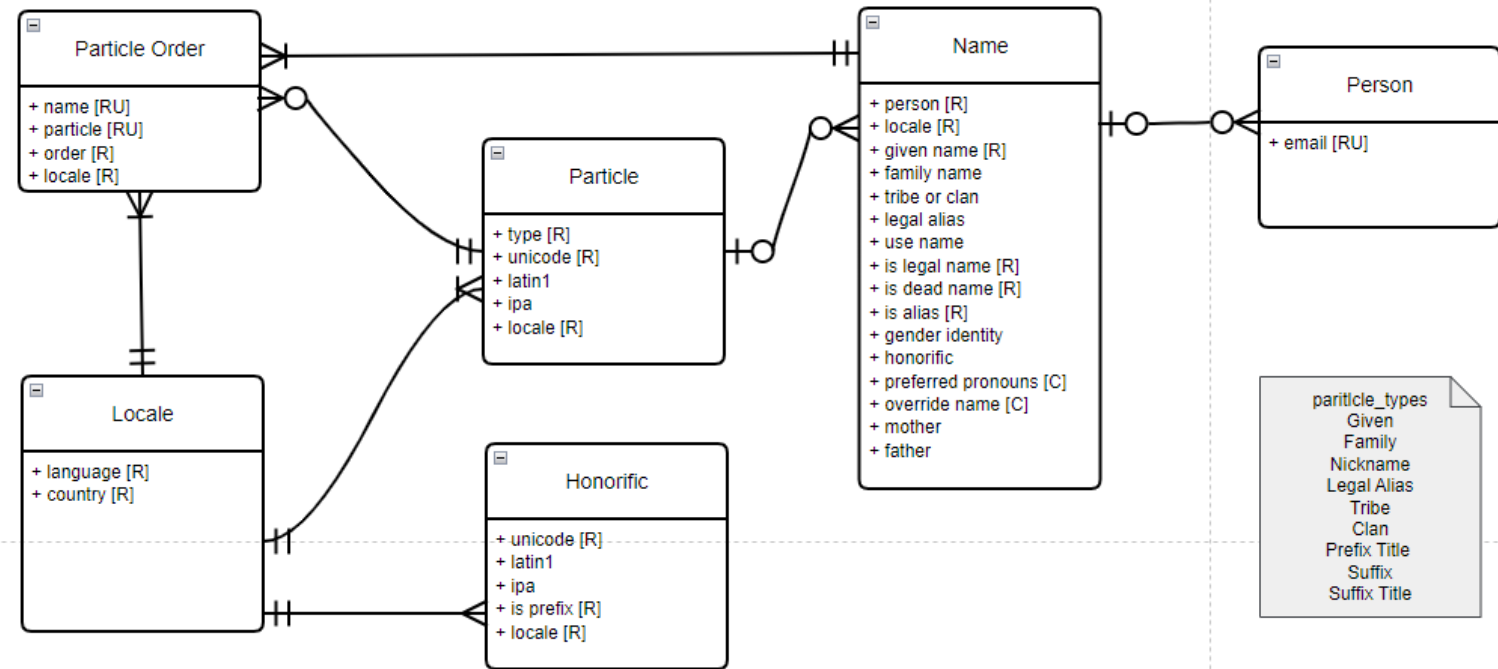 Particle Order
+ name [RU]
+ particle [RU]
+ order [R]
+ locale [R]
Name
+ person [R]
+ locale [R]
+ given name [R]
+ family name
+ tribe or clan
+ legal alias
+ use name
+ is legal name [R]
+ is dead name [R]
+ is alias [R]
+ gender identity
+ honorific
+ preferred pronouns [C]
+ override name [C]
+ mother
+ father
Person
+ email [RU]
Particle
+ type [R]
+ unicode [R]
+ latin1
+ ipa
+ locale [R]
Locale
+ language [R]
+ country [R]
Honorific
+ unicode [R]
+ latin1
+ ipa
+ is prefix [R]
+ locale [R]
paritlcle_types
Given
Family
Nickname
Legal Alias
Tribe
Clan
Prefix Title
Suffix
Suffix Title